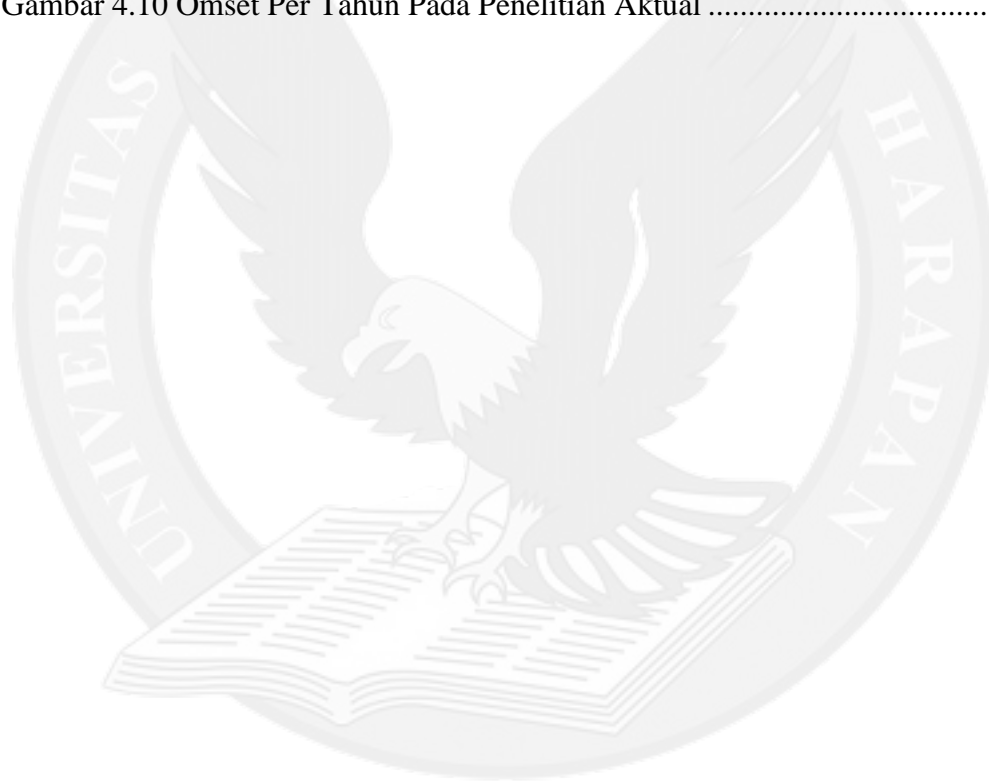 Gambar 4.10 Omset Per Tahun Pada Penelitian Aktual ...................................
UNIVERSITAS
HARAPAN